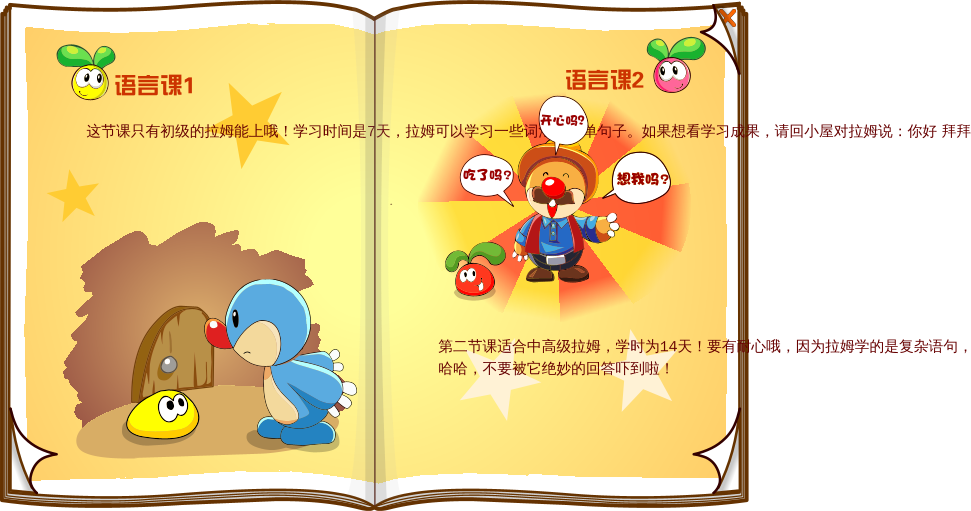 语言课1
这节课只有初级的拉姆能上哦！学习时间是7天，拉姆可以学习一些词 单句子。如果想看学习成果，请回小屋对拉姆说：你好 拜拜
语言课2
开心吗?
吃了吗?
想我吗?
第二节课适合中高级拉姆，学时为14天！要有耐心哦，因为拉姆学的是复杂语句，
哈哈，不要被它绝妙的回答吓到啦！